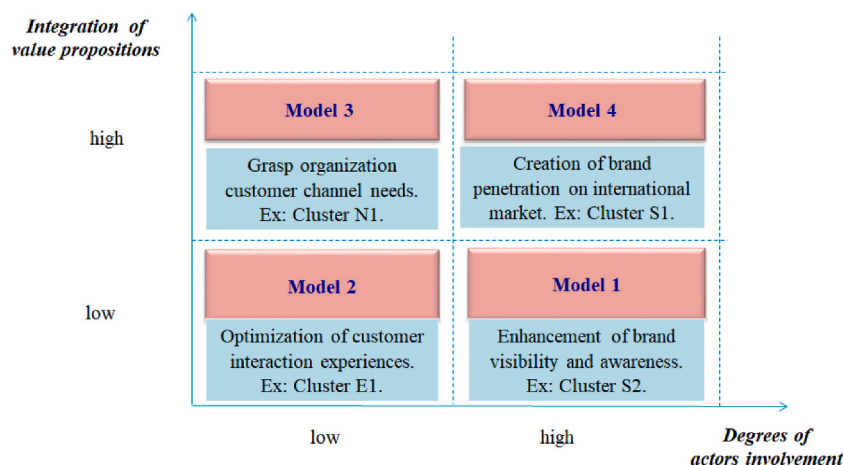 Integration of
value propositions
high
Model 3
Grasp organization
customer channel needs.
Ex: Cluster N1.
Model 4
Creation of brand
penetration on international
market. Ex: Cluster S1.
low
Model 2
Optimization of customer
interaction experiences.
Ex: Cluster E1.
Model 1
Enhancement of brand
visibility and awareness.
Ex: Cluster S2.
low
high
Degrees of
actors involvement